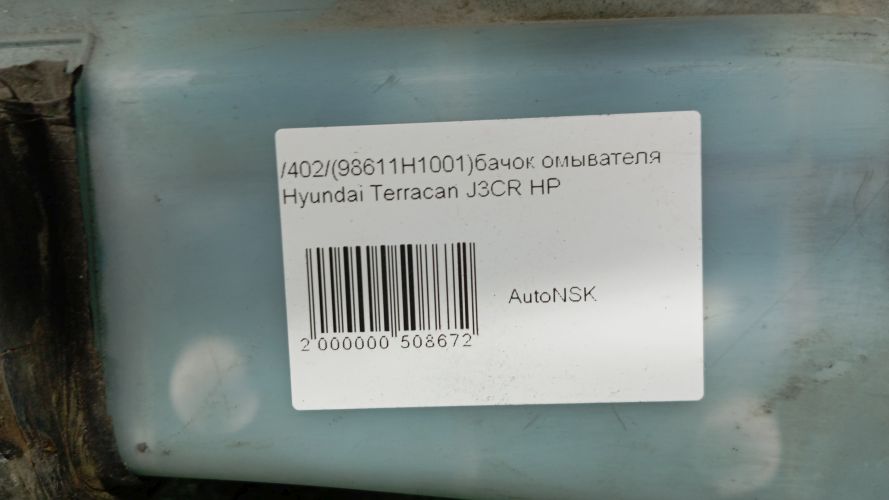 /402/(98611H1001)бачок омывателя
Hyundai Terracan J3CR HP
AutoNSK
2 000000 508672